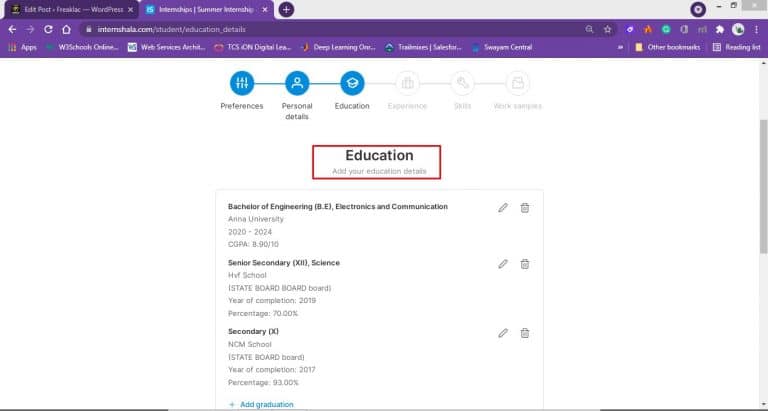 Edit Post ‹ Freaklac — WordPress
IS
Internships | Summer Internship
internshala.com/student/education_details
Apps
W3Schools Online...
Web Services Archit...
TCS iON Digital Lea...
Deep Learning Onr...
Trailmixes | Salesfor...
Swayam Central
»
Other bookmarks
Reading list
Preferences
Personal details
Education
Experience
Skills
Work samples
Education
Add your education details
Bachelor of Engineering (B.E), Electronics and Communication
Anna University
2020 - 2024
CGPA: 8.90/10
Senior Secondary (XII), Science
Hvf School
(STATE BOARD BOARD board)
Year of completion: 2019
Percentage: 70.00%
Secondary (X)
NCM School
(STATE BOARD board)
Year of completion: 2017
Percentage: 93.00%
+ Add graduation